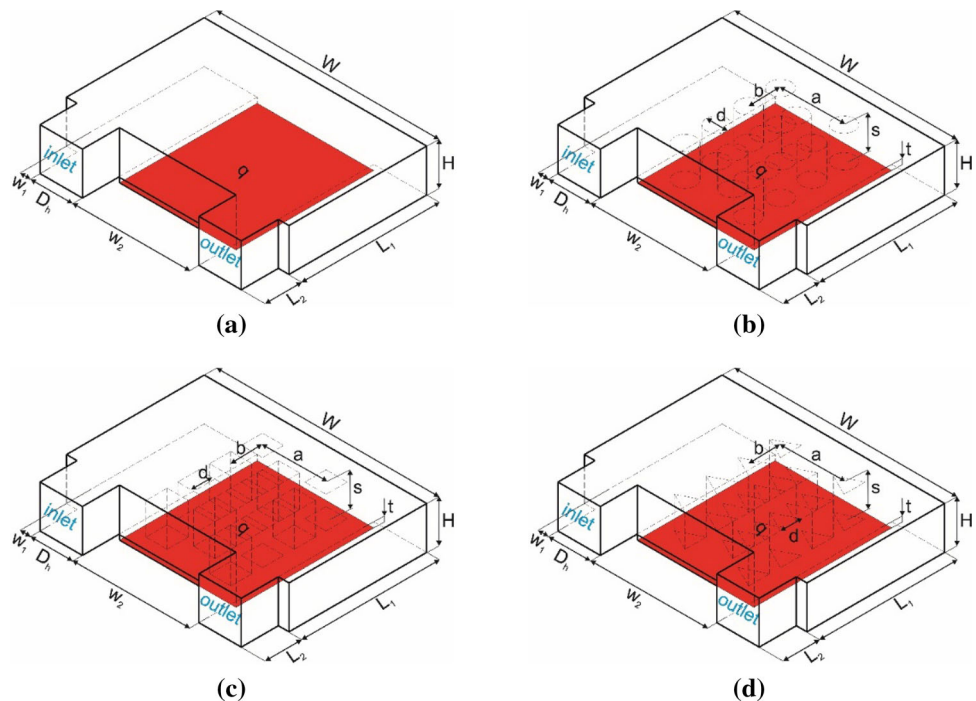 W
H
q
inlet
w₁
Dₕ
w₂
outlet
L₂
L₁
(a)
W
b
a
d
s
t
H
q
inlet
w₁
Dₕ
w₂
outlet
L₂
L₁
(b)
W
b
a
d
s
t
H
q
inlet
w₁
Dₕ
w₂
outlet
L₂
L₁
(c)
W
b
a
s
t
H
q
d
inlet
w₁
Dₕ
w₂
outlet
L₂
L₁
(d)